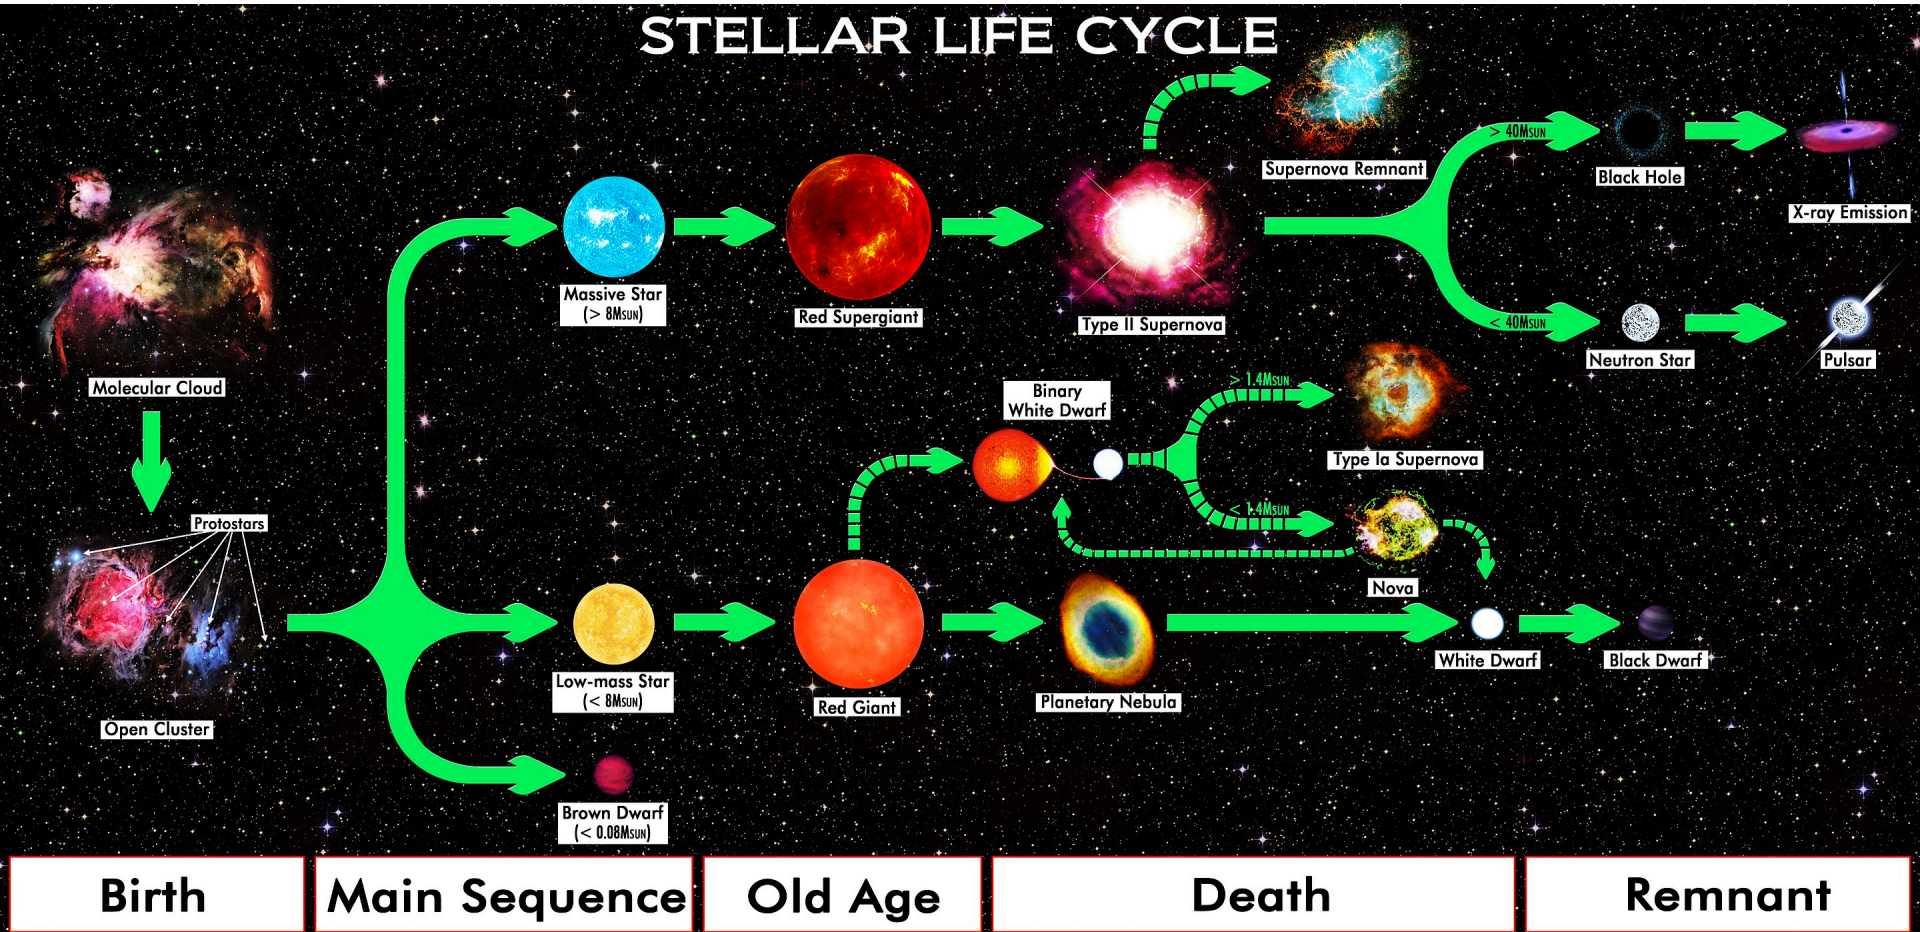 STELLAR LIFE CYCLE
Supernova Remnant
> 40MSUN
Black Hole
X-ray Emission
Massive Star
(> 8MSUN)
Red Supergiant
Type II Supernova
< 40MSUN
Neutron Star
Pulsar
Molecular Cloud
Binary
White Dwarf
> 1.4MSUN
Type Ia Supernova
< 1.4MSUN
Nova
Protostars
Open Cluster
Low-mass Star
(< 8MSUN)
Red Giant
Planetary Nebula
White Dwarf
Black Dwarf
Brown Dwarf
(< 0.08MSUN)
Birth
Main Sequence
Old Age
Death
Remnant